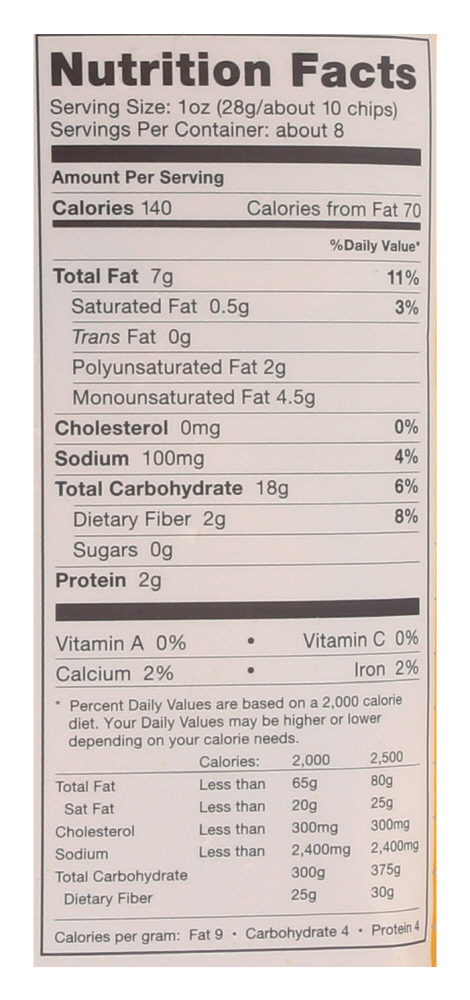 Nutrition Facts
Serving Size: 1oz (28g/about 10 chips)
Servings Per Container: about 8
Amount Per Serving
Calories 140 Calories from Fat 70
%Daily Value*
Total Fat 7g 11%
Saturated Fat 0.5g 3%
Trans Fat 0g
Polyunsaturated Fat 2g
Monounsaturated Fat 4.5g
Cholesterol 0mg 0%
Sodium 100mg 4%
Total Carbohydrate 18g 6%
Dietary Fiber 2g 8%
Sugars 0g
Protein 2g
Vitamin A 0% • Vitamin C 0%
Calcium 2% • Iron 2%
* Percent Daily Values are based on a 2,000 calorie
diet. Your Daily Values may be higher or lower
depending on your calorie needs.
Calories: 2,000 2,500
Total Fat Less than 65g 80g
Sat Fat Less than 20g 25g
Cholesterol Less than 300mg 300mg
Sodium Less than 2,400mg 2,400mg
Total Carbohydrate 300g 375g
Dietary Fiber 25g 30g
Calories per gram: Fat 9 • Carbohydrate 4 • Protein 4